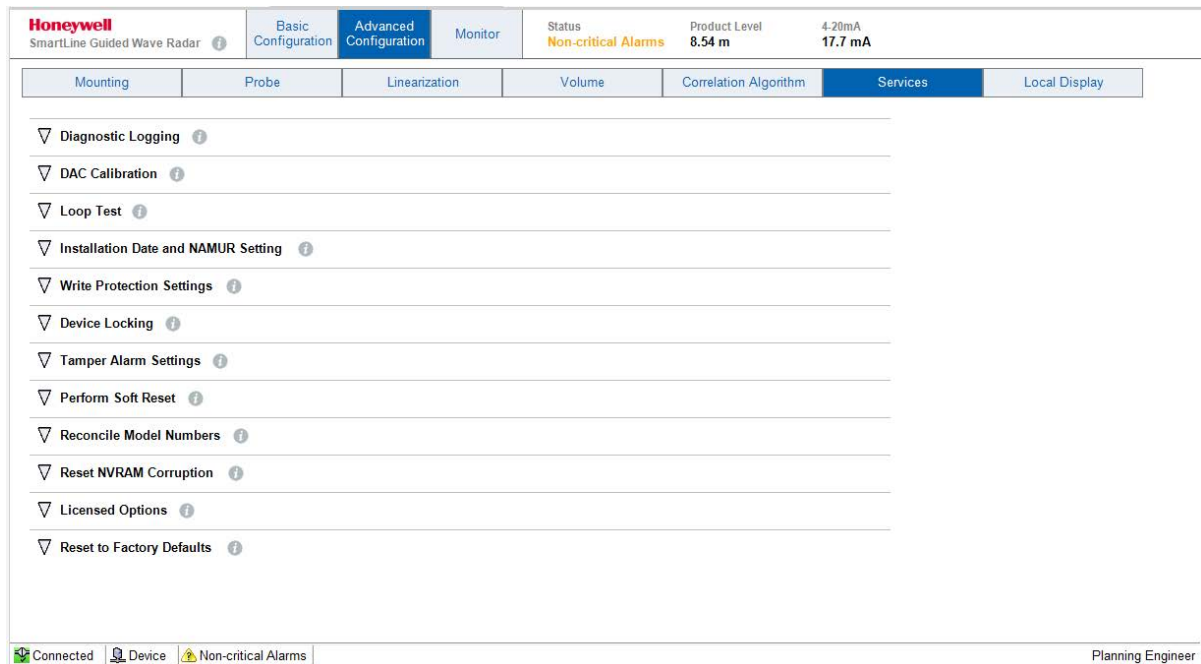 Honeywell
SmartLine Guided Wave Radar
Basic Configuration
Advanced Configuration
Monitor
Status
Non-critical Alarms
Product Level
8.54 m
4-20mA
17.7 mA
Mounting
Probe
Linearization
Volume
Correlation Algorithm
Services
Local Display
Diagnostic Logging
DAC Calibration
Loop Test
Installation Date and NAMUR Setting
Write Protection Settings
Device Locking
Tamper Alarm Settings
Perform Soft Reset
Reconcile Model Numbers
Reset NVRAM Corruption
Licensed Options
Reset to Factory Defaults
Connected
Device
Non-critical Alarms
Planning Engineer